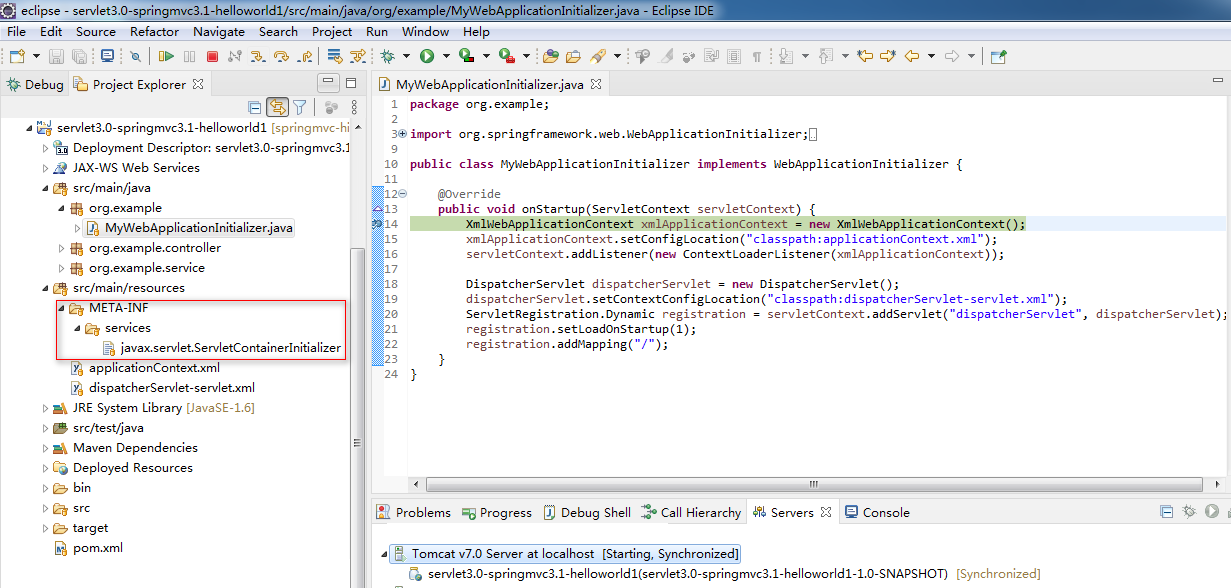 eclipse - servlet3.0-springmvc3.1-helloworld1/src/main/java/org/example/MyWebApplicationInitializer.java - Eclipse IDE
File Edit Source Refactor Navigate Search Project Run Window Help
Debug Project Explorer
servlet3.0-springmvc3.1-helloworld1 [springmvc-hi
Deployment Descriptor: servlet3.0-springmvc3.1
JAX-WS Web Services
src/main/java
org.example
MyWebApplicationInitializer.java
org.example.controller
org.example.service
src/main/resources
META-INF
services
javax.servlet.ServletContainerInitializer
applicationContext.xml
dispatcherServlet-servlet.xml
JRE System Library [JavaSE-1.6]
src/test/java
Maven Dependencies
Deployed Resources
bin
src
target
pom.xml
MyWebApplicationInitializer.java
1 package org.example;
2
3 import org.springframework.web.WebApplicationInitializer;
9
10 public class MyWebApplicationInitializer implements WebApplicationInitializer {
11
12 @Override
13 public void onStartup(ServletContext servletContext) {
14 XmlWebApplicationContext xmlApplicationContext = new XmlWebApplicationContext();
15 xmlApplicationContext.setConfigLocation("classpath:applicationContext.xml");
16 servletContext.addListener(new ContextLoaderListener(xmlApplicationContext));
17
18 DispatcherServlet dispatcherServlet = new DispatcherServlet();
19 dispatcherServlet.setContextConfigLocation("classpath:dispatcherServlet-servlet.xml");
20 ServletRegistration.Dynamic registration = servletContext.addServlet("dispatcherServlet", dispatcherServlet);
21 registration.setLoadOnStartup(1);
22 registration.addMapping("/");
23 }
24 }
Problems Progress Debug Shell Call Hierarchy Servers Console
Tomcat v7.0 Server at localhost [Starting, Synchronized]
servlet3.0-springmvc3.1-helloworld1(servlet3.0-springmvc3.1-helloworld1-1.0-SNAPSHOT) [Synchronized]